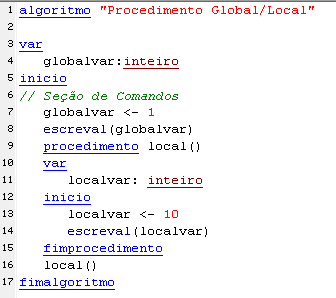 1 algoritmo "Procedimento Global/Local"
2
3 var
4 globalvar:inteiro
5 inicio
6 // Seção de Comandos
7 globalvar <- 1
8 escreval(globalvar)
9 procedimento local()
10 var
11 localvar: inteiro
12 inicio
13 localvar <- 10
14 escreval(localvar)
15 fimprocedimento
16 local()
17 fimalgoritmo